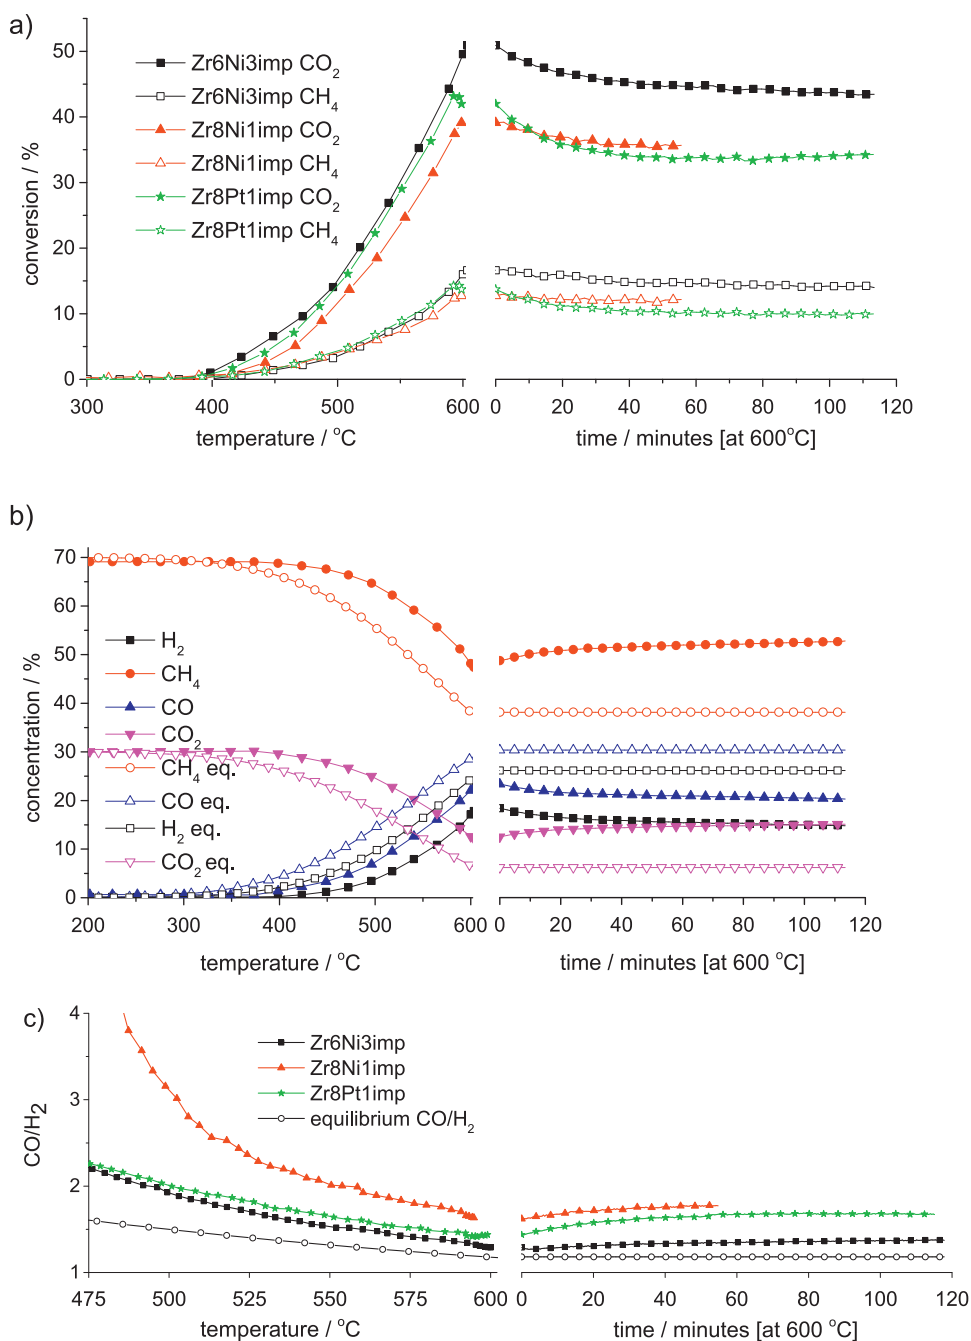 a)
50
40
30
20
10
0
conversion / %
Zr6Ni3imp CO2
Zr6Ni3imp CH4
Zr8Ni1imp CO2
Zr8Ni1imp CH4
Zr8Pt1imp CO2
Zr8Pt1imp CH4
300 400 500 600 0 20 40 60 80 100 120
temperature / °C time / minutes [at 600°C]
b)
70
60
50
40
30
20
10
0
concentration / %
H2
CH4
CO
CO2
CH4 eq.
CO eq.
H2 eq.
CO2 eq.
200 300 400 500 600 0 20 40 60 80 100 120
temperature / °C time / minutes [at 600 °C]
c)
4
3
2
1
CO/H2
Zr6Ni3imp
Zr8Ni1imp
Zr8Pt1imp
equilibrium CO/H2
475 500 525 550 575 600 0 20 40 60 80 100 120
temperature / °C time / minutes [at 600 °C]